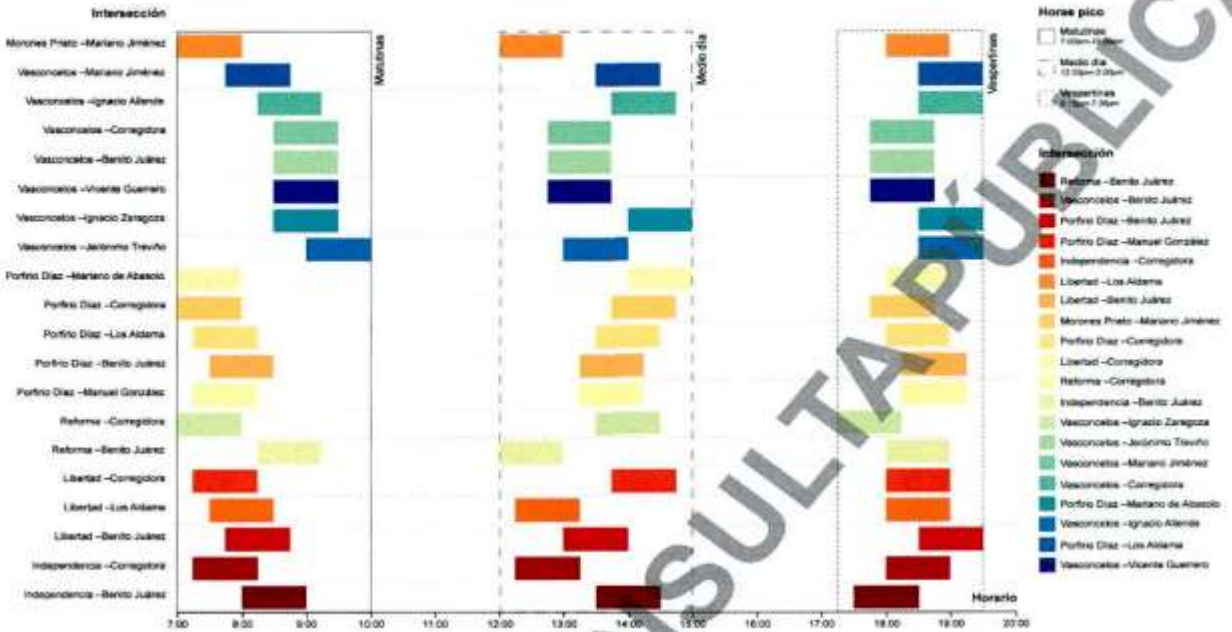 Intersección
Morones Prieto –Mariano Jiménez
Vasconcelos –Mariano Jiménez
Vasconcelos –Ignacio Allende
Vasconcelos –Corregidora
Vasconcelos –Benito Juárez
Vasconcelos –Vicente Guerrero
Vasconcelos –Ignacio Zaragoza
Vasconcelos –Jerónimo Treviño
Porfirio Díaz –Mariano de Abasolo
Porfirio Díaz –Corregidora
Porfirio Díaz –Los Aldama
Porfirio Díaz –Benito Juárez
Porfirio Díaz –Manuel González
Reforma –Corregidora
Reforma –Benito Juárez
Libertad –Corregidora
Libertad –Los Aldama
Libertad –Benito Juárez
Independencia –Corregidora
Independencia –Benito Juárez
Matutinas
Medio día
Vespertinas
Horario
7:00 8:00 9:00 10:00 11:00 12:00 13:00 14:00 15:00 16:00 17:00 18:00 19:00 20:00
Horas pico
Matutinas
Medio día
Vespertinas
Intersección
Reforma –Benito Juárez
Vasconcelos –Benito Juárez
Porfirio Díaz –Benito Juárez
Porfirio Díaz –Manuel González
Independencia –Corregidora
Libertad –Los Aldama
Libertad –Benito Juárez
Morones Prieto –Mariano Jiménez
Porfirio Díaz –Corregidora
Libertad –Corregidora
Reforma –Corregidora
Independencia –Benito Juárez
Vasconcelos –Ignacio Zaragoza
Vasconcelos –Jerónimo Treviño
Vasconcelos –Mariano Jiménez
Vasconcelos –Corregidora
Porfirio Díaz –Mariano de Abasolo
Vasconcelos –Ignacio Allende
Porfirio Díaz –Los Aldama
Vasconcelos –Vicente Guerrero
NSULTA PÚBLIC